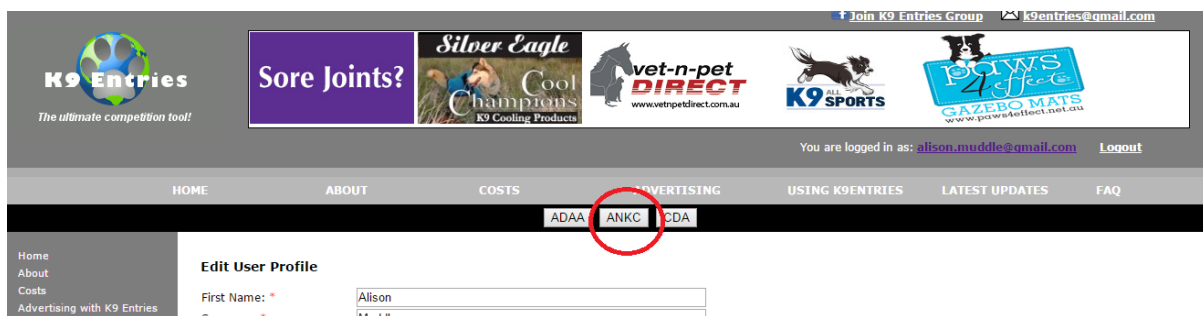 Join K9 Entries Group k9entries@gmail.com
K9 Entries
The ultimate competition tool!
Sore Joints?
Silver Eagle
Cool
Champions
K9 Cooling Products
vet-n-pet
DIRECT
www.vetnpetdirect.com.au
K9 ALL SPORTS
paws
4 effect
GAZEBO MATS
www.paws4effect.net.au
You are logged in as: alison.muddle@gmail.com Logout
HOME ABOUT COSTS ADVERTISING USING K9ENTRIES LATEST UPDATES FAQ
ADAA ANKC CDA
Home
About
Costs
Advertising with K9 Entries
Edit User Profile
First Name: * Alison